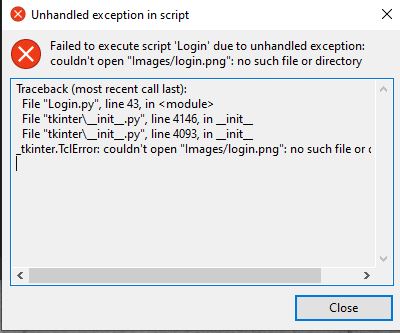 Unhandled exception in script
Failed to execute script 'Login' due to unhandled exception:
couldn't open "Images/login.png": no such file or directory
Traceback (most recent call last):
File "Login.py", line 43, in <module>
File "tkinter\__init__.py", line 4146, in __init__
File "tkinter\__init__.py", line 4093, in __init__
_tkinter.TclError: couldn't open "Images/login.png": no such file or
Close